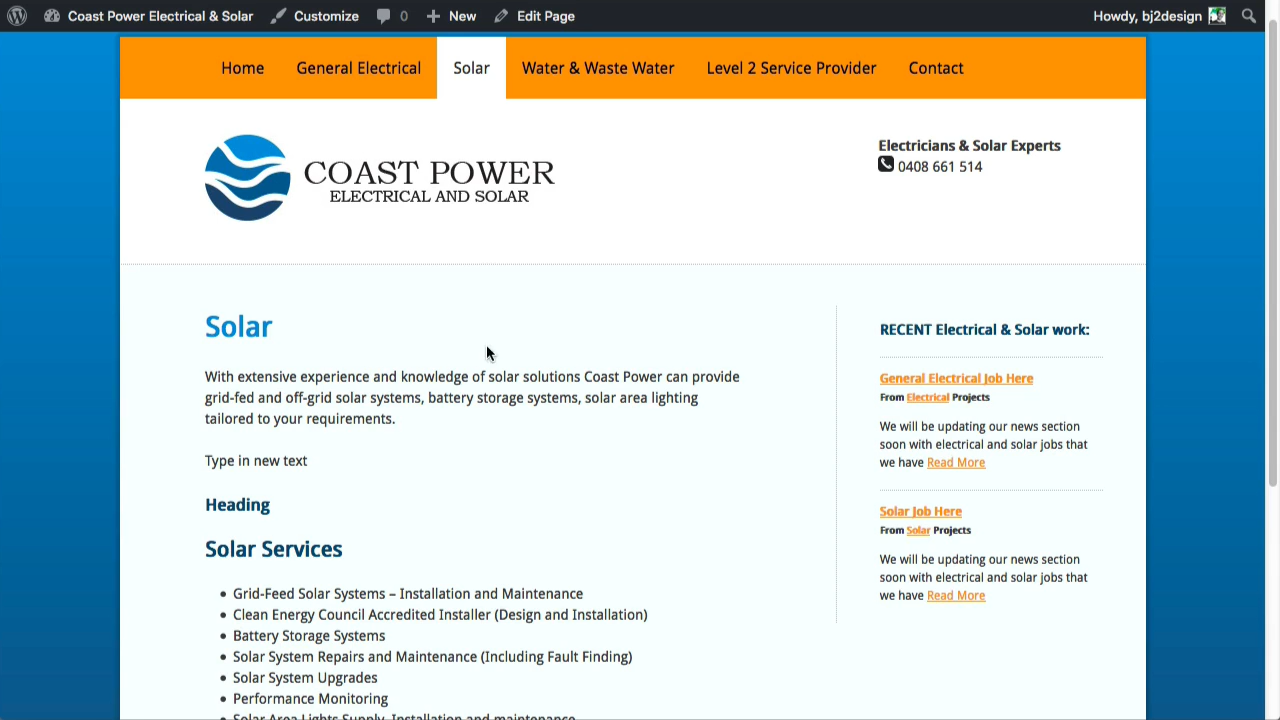 Coast Power Electrical & Solar Customize 0 New Edit Page Howdy, bj2design
Home General Electrical Solar Water & Waste Water Level 2 Service Provider Contact
COAST POWER
ELECTRICAL AND SOLAR
Electricians & Solar Experts
0408 661 514
Solar
With extensive experience and knowledge of solar solutions Coast Power can provide
grid-fed and off-grid solar systems, battery storage systems, solar area lighting
tailored to your requirements.
Type in new text
Heading
Solar Services
Grid-Feed Solar Systems – Installation and Maintenance
Clean Energy Council Accredited Installer (Design and Installation)
Battery Storage Systems
Solar System Repairs and Maintenance (Including Fault Finding)
Solar System Upgrades
Performance Monitoring
Solar Area Lights Supply, Installation and maintenance
RECENT Electrical & Solar work:
General Electrical Job Here
From Electrical Projects
We will be updating our news section
soon with electrical and solar jobs that
we have Read More
Solar Job Here
From Solar Projects
We will be updating our news section
soon with electrical and solar jobs that
we have Read More